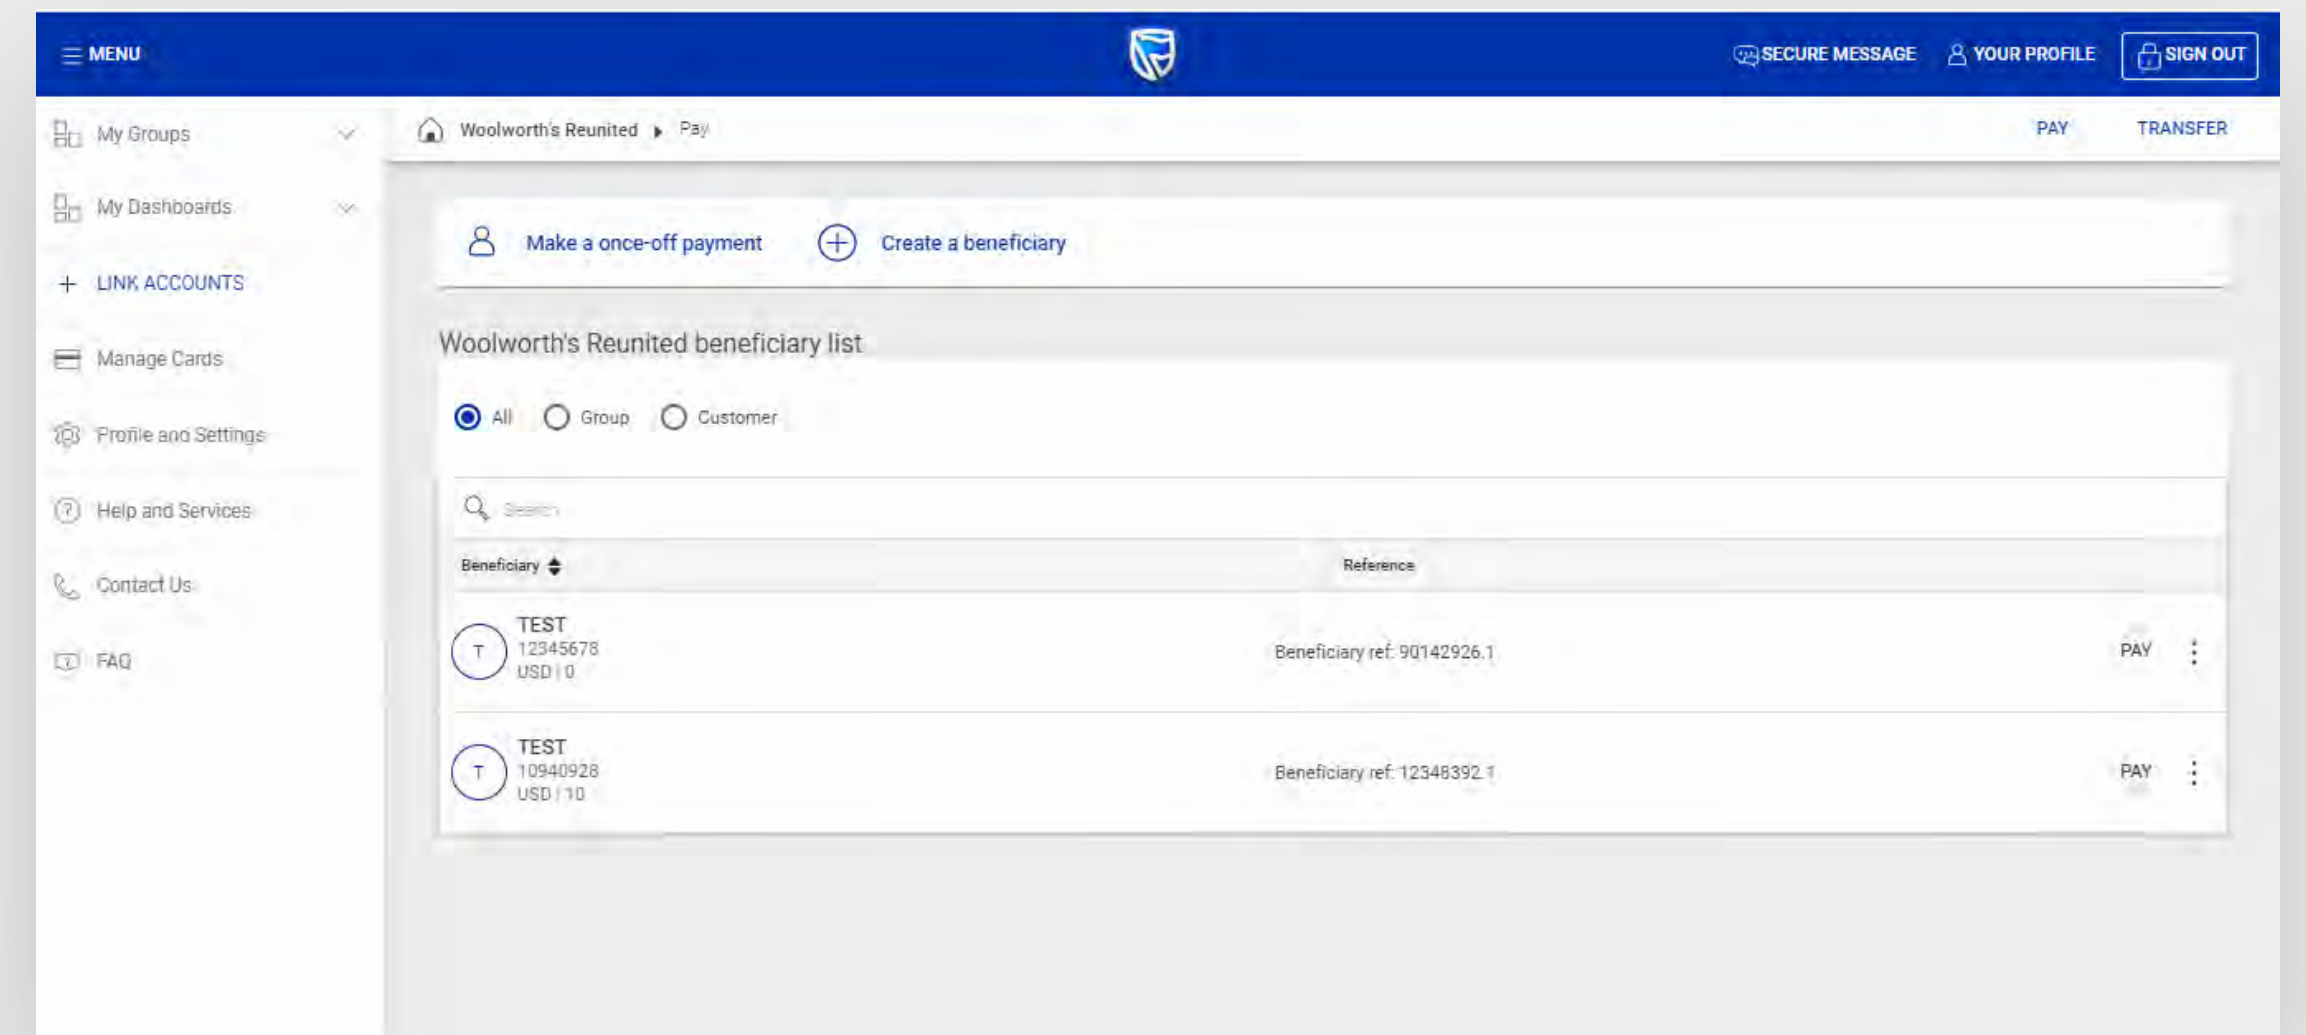 MENU
SECURE MESSAGE
YOUR PROFILE
SIGN OUT
My Groups
My Dashboards
+ LINK ACCOUNTS
Manage Cards
Profile and Settings
Help and Services
Contact Us
FAQ
Woolworth's Reunited Pay
PAY TRANSFER
Make a once-off payment
Create a beneficiary
Woolworth's Reunited beneficiary list
All Group Customer
Search
Beneficiary Reference
TEST
12345678
USD | 0
Beneficiary ref: 90142926.1
PAY
TEST
10940928
USD | 10
Beneficiary ref: 12348392.1
PAY